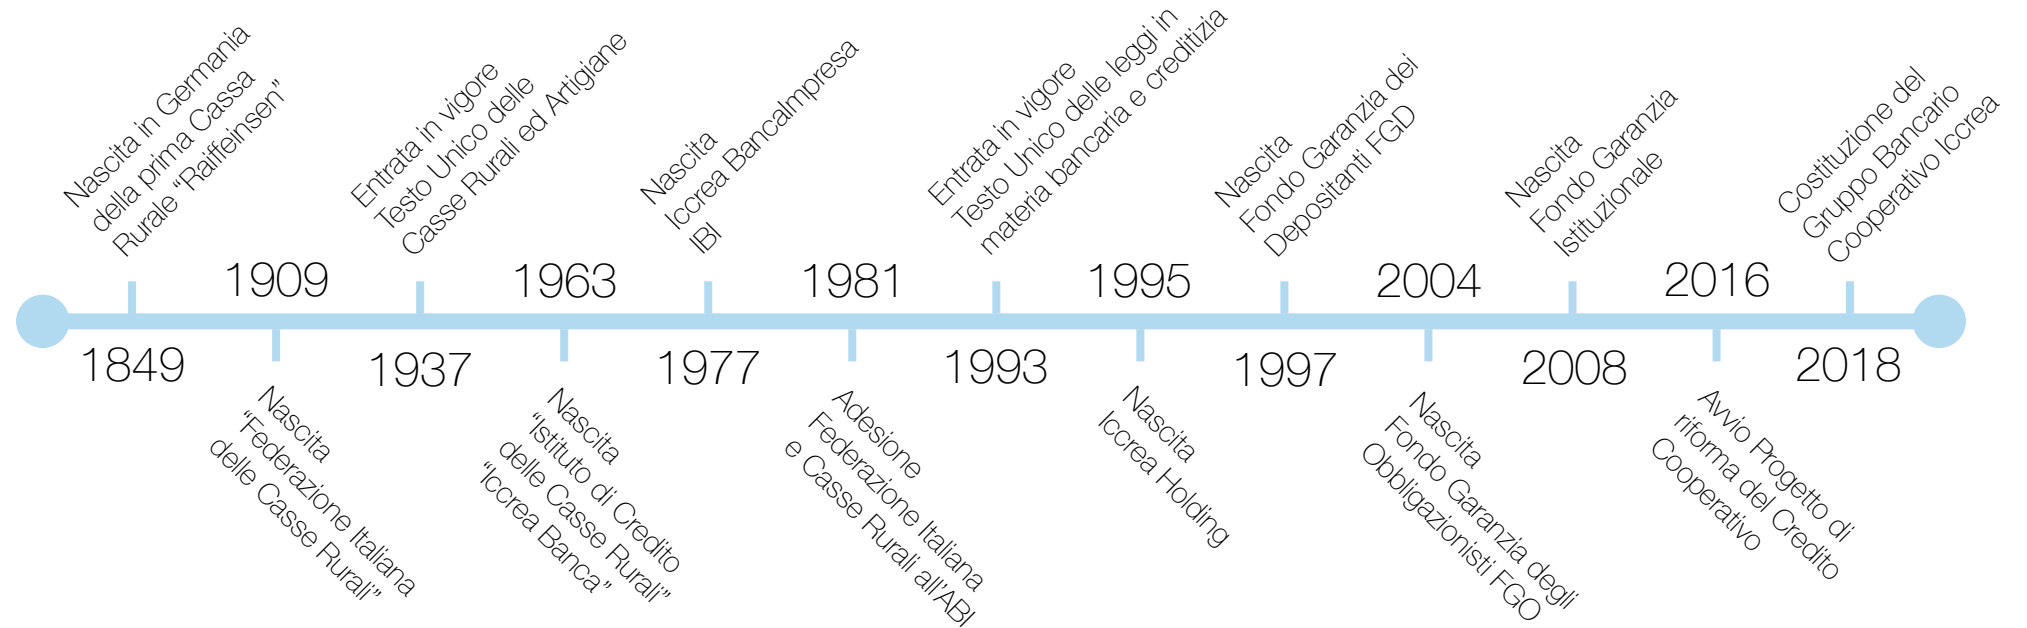 1849
Nascita in Germania
della prima Cassa
Rurale “Raiffeinsen”
1909
Nascita
“Federazione Italiana
delle Casse Rurali”
1937
Entrata in vigore
Testo Unico delle
Casse Rurali ed Artigiane
1963
Nascita
“Istituto di Credito
delle Casse Rurali”
“Iccrea Banca”
1977
Nascita
Iccrea BancaImpresa
IBI
1981
Adesione
Federazione Italiana
e Casse Rurali all’ABI
1993
Entrata in vigore
Testo Unico delle leggi in
materia bancaria e creditizia
1995
Nascita
Iccrea Holding
1997
Nascita
Fondo Garanzia dei
Depositanti FGD
2004
Nascita
Fondo Garanzia degli
Obbligazionisti FGO
2008
Nascita
Fondo Garanzia
Istituzionale
2016
Avvio Progetto di
riforma del Credito
Cooperativo
2018
Costituzione del
Gruppo Bancario
Cooperativo Iccrea